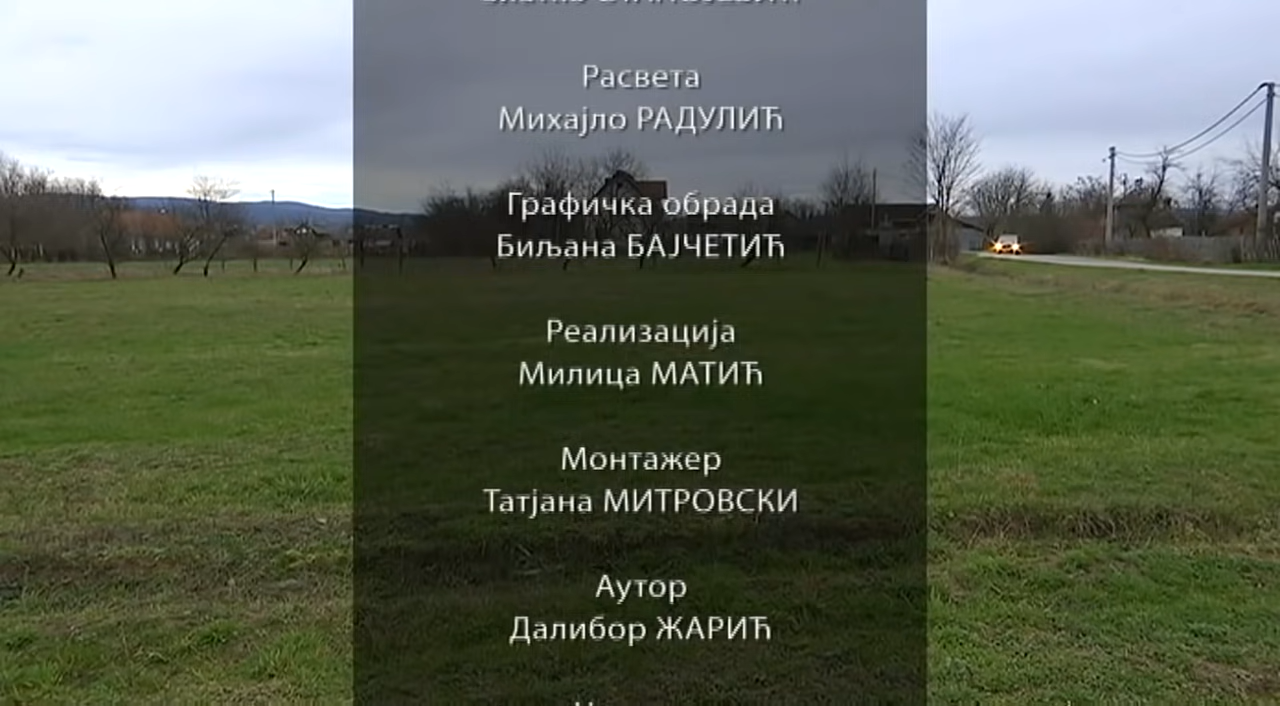 Расвета
Михајло РАДУЛИЋ
Графичка обрада
Биљана БАЈЧЕТИЋ
Реализација
Милица МАТИЋ
Монтажер
Татјана МИТРОВСКИ
Аутор
Далибор ЖАРИЋ